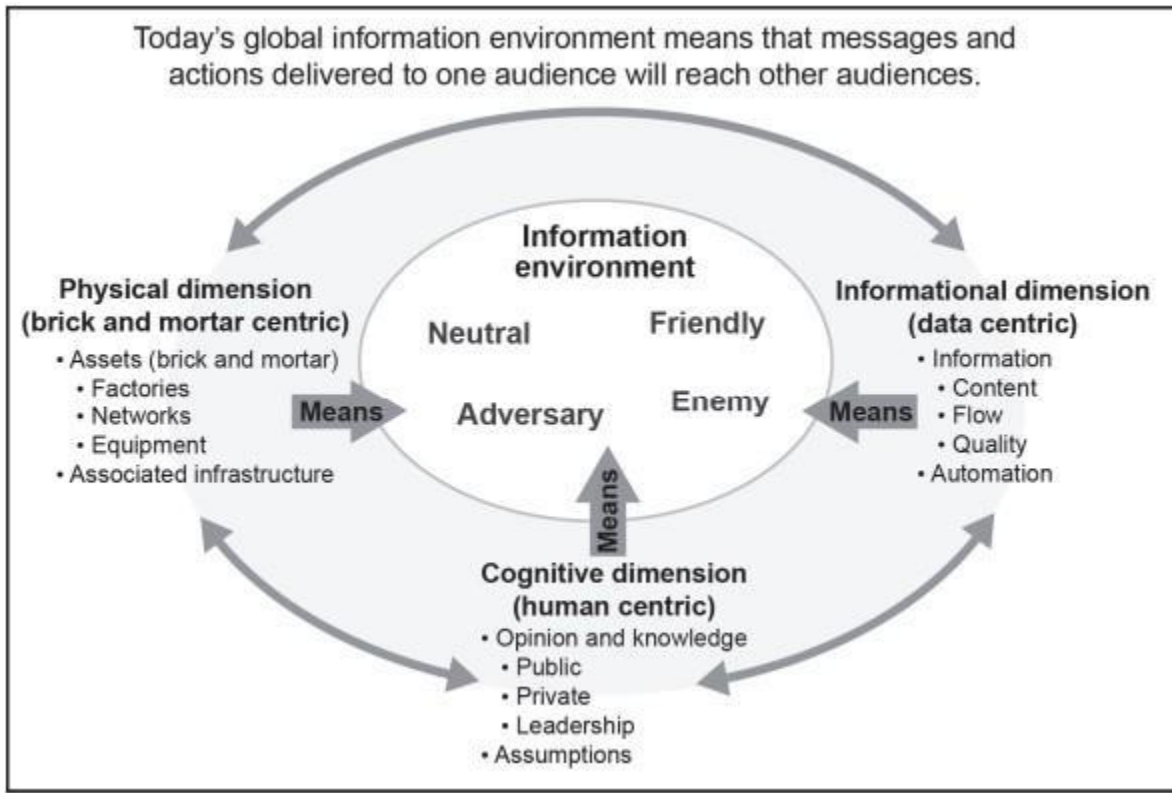 Today's global information environment means that messages and
actions delivered to one audience will reach other audiences.
Information
environment
Neutral
Friendly
Adversary
Enemy
Physical dimension
(brick and mortar centric)
• Assets (brick and mortar)
• Factories
• Networks
• Equipment
• Associated infrastructure
Means
Informational dimension
(data centric)
• Information
• Content
• Flow
• Quality
• Automation
Means
Means
Cognitive dimension
(human centric)
• Opinion and knowledge
• Public
• Private
• Leadership
• Assumptions